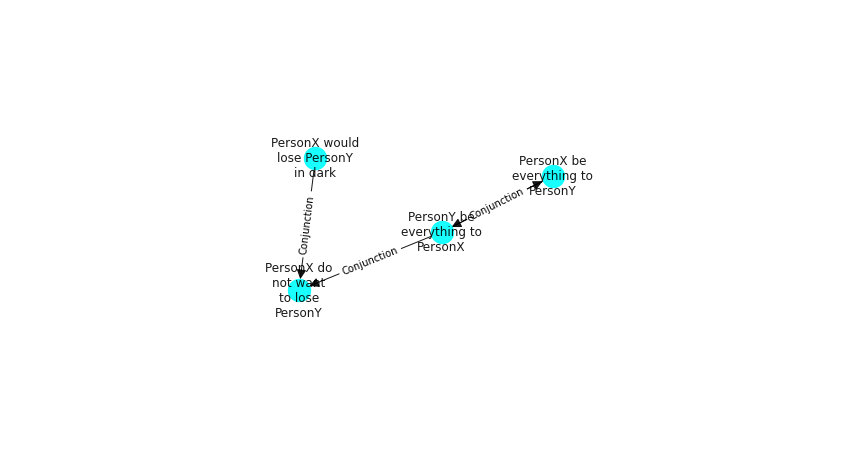 PersonX would
lose PersonY
in dark
PersonX be
everything to
PersonY
Conjunction
Conjunction
PersonY be
everything to
PersonX
Conjunction
PersonX do
not want
to lose
PersonY